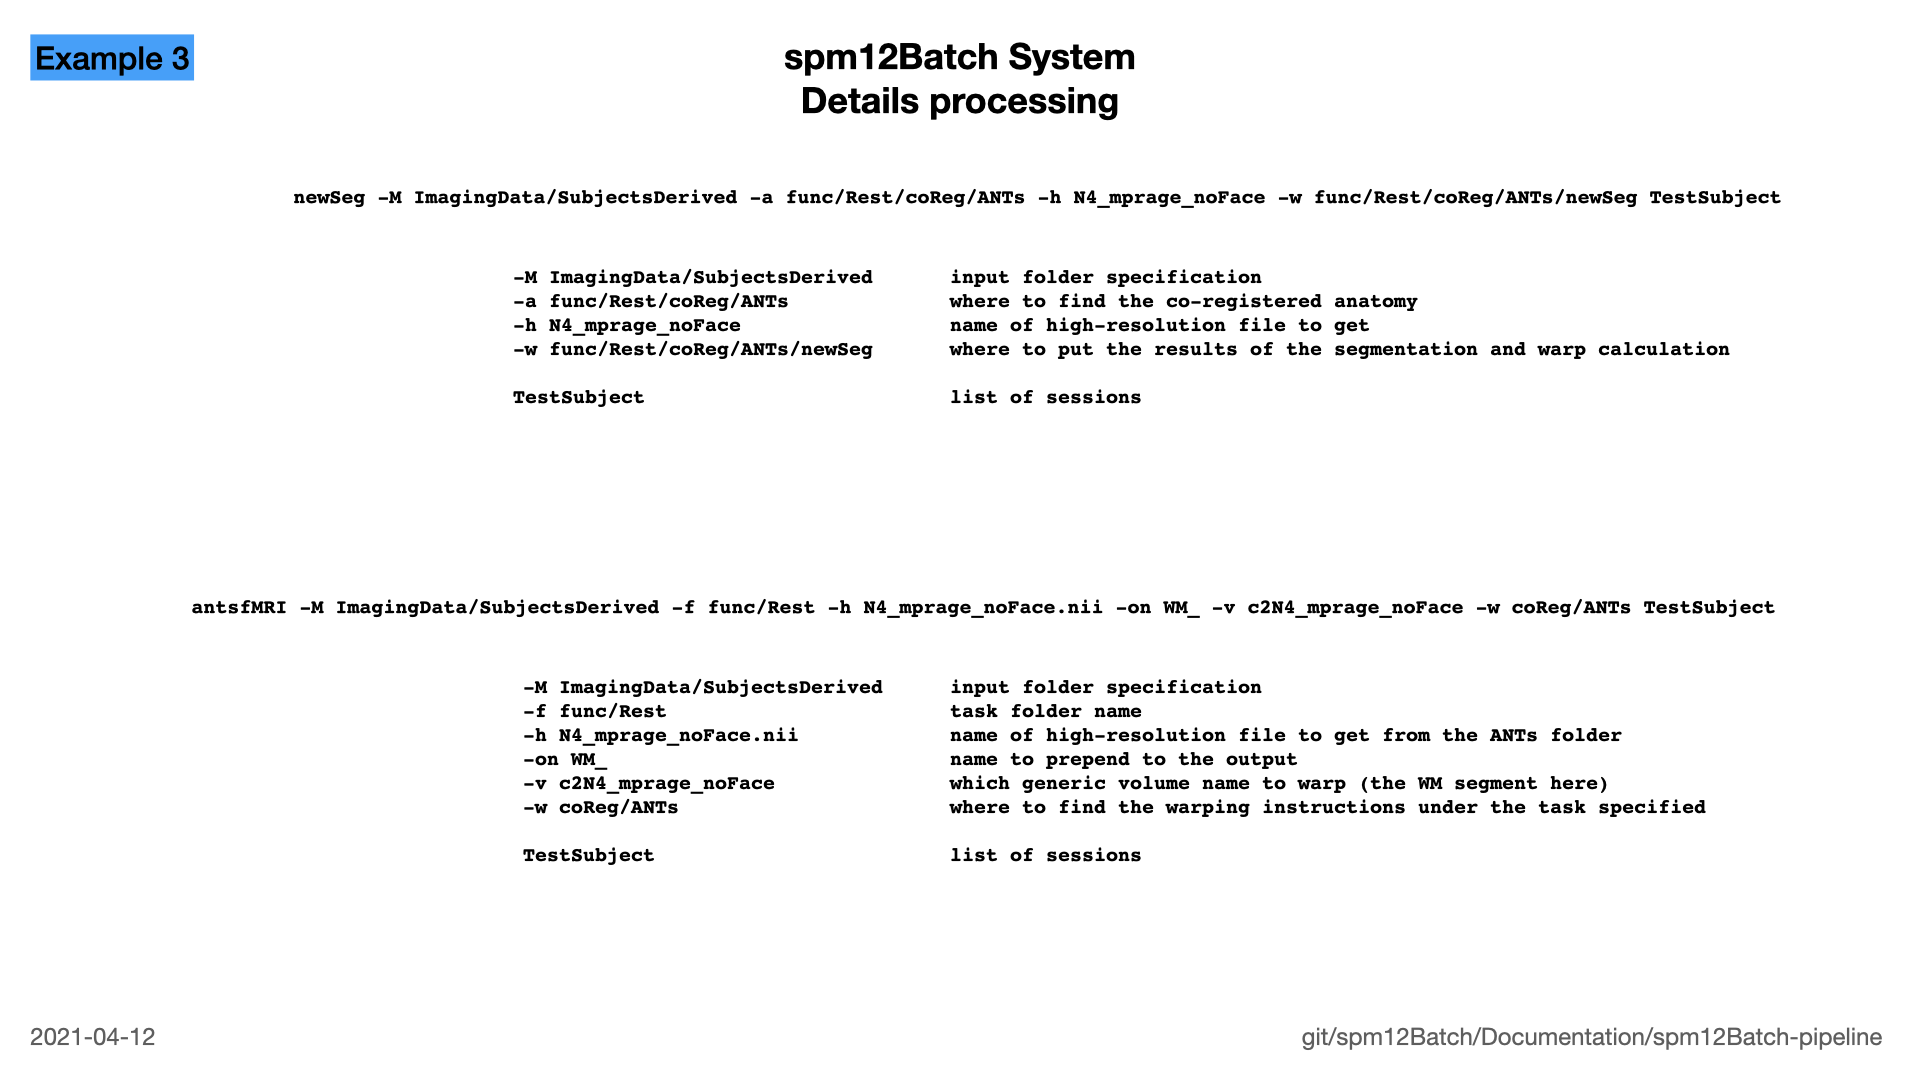 Example 3
spm12Batch System
Details processing
newSeg -M ImagingData/SubjectsDerived -a func/Rest/coReg/ANTs -h N4_mprage_noFace -w func/Rest/coReg/ANTs/newSeg TestSubject
-M ImagingData/SubjectsDerived input folder specification
-a func/Rest/coReg/ANTs where to find the co-registered anatomy
-h N4_mprage_noFace name of high-resolution file to get
-w func/Rest/coReg/ANTs/newSeg where to put the results of the segmentation and warp calculation
TestSubject list of sessions
antsfMRI -M ImagingData/SubjectsDerived -f func/Rest -h N4_mprage_noFace.nii -on WM_ -v c2N4_mprage_noFace -w coReg/ANTs TestSubject
-M ImagingData/SubjectsDerived input folder specification
-f func/Rest task folder name
-h N4_mprage_noFace.nii name of high-resolution file to get from the ANTs folder
-on WM_ name to prepend to the output
-v c2N4_mprage_noFace which generic volume name to warp (the WM segment here)
-w coReg/ANTs where to find the warping instructions under the task specified
TestSubject list of sessions
2021-04-12
git/spm12Batch/Documentation/spm12Batch-pipeline